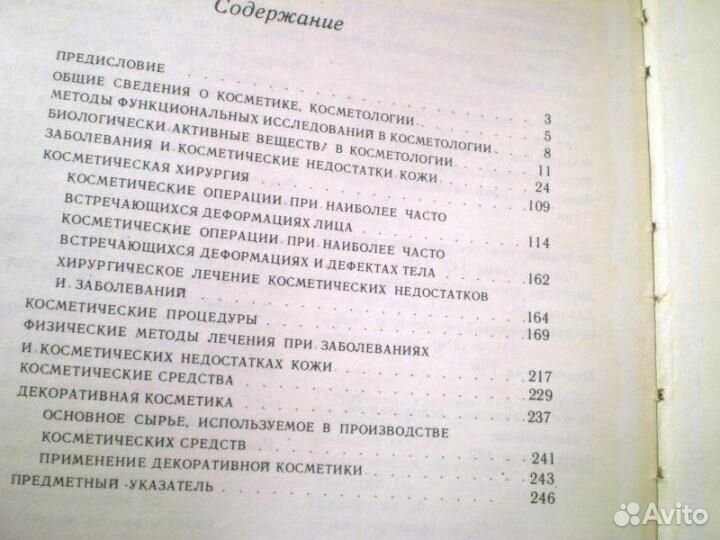 Содержание
ПРЕДИСЛОВИЕ 3
ОБЩИЕ СВЕДЕНИЯ О КОСМЕТИКЕ, КОСМЕТОЛОГИИ 5
МЕТОДЫ ФУНКЦИОНАЛЬНЫХ ИССЛЕДОВАНИЙ В КОСМЕТОЛОГИИ 8
БИОЛОГИЧЕСКИ АКТИВНЫЕ ВЕЩЕСТВА В КОСМЕТОЛОГИИ 11
ЗАБОЛЕВАНИЯ И КОСМЕТИЧЕСКИЕ НЕДОСТАТКИ КОЖИ 24
КОСМЕТИЧЕСКАЯ ХИРУРГИЯ 109
КОСМЕТИЧЕСКИЕ ОПЕРАЦИИ ПРИ НАИБОЛЕЕ ЧАСТО
ВСТРЕЧАЮЩИХСЯ ДЕФОРМАЦИЯХ ЛИЦА 114
КОСМЕТИЧЕСКИЕ ОПЕРАЦИИ ПРИ НАИБОЛЕЕ ЧАСТО
ВСТРЕЧАЮЩИХСЯ ДЕФОРМАЦИЯХ И ДЕФЕКТАХ ТЕЛА 162
ХИРУРГИЧЕСКОЕ ЛЕЧЕНИЕ КОСМЕТИЧЕСКИХ НЕДОСТАТКОВ
И ЗАБОЛЕВАНИЙ 164
КОСМЕТИЧЕСКИЕ ПРОЦЕДУРЫ 169
ФИЗИЧЕСКИЕ МЕТОДЫ ЛЕЧЕНИЯ ПРИ ЗАБОЛЕВАНИЯХ
И КОСМЕТИЧЕСКИХ НЕДОСТАТКАХ КОЖИ 217
КОСМЕТИЧЕСКИЕ СРЕДСТВА 229
ДЕКОРАТИВНАЯ КОСМЕТИКА 237
ОСНОВНОЕ СЫРЬЕ, ИСПОЛЬЗУЕМОЕ В ПРОИЗВОДСТВЕ
КОСМЕТИЧЕСКИХ СРЕДСТВ 241
ПРИМЕНЕНИЕ ДЕКОРАТИВНОЙ КОСМЕТИКИ 243
ПРЕДМЕТНЫЙ УКАЗАТЕЛЬ 246
Avito